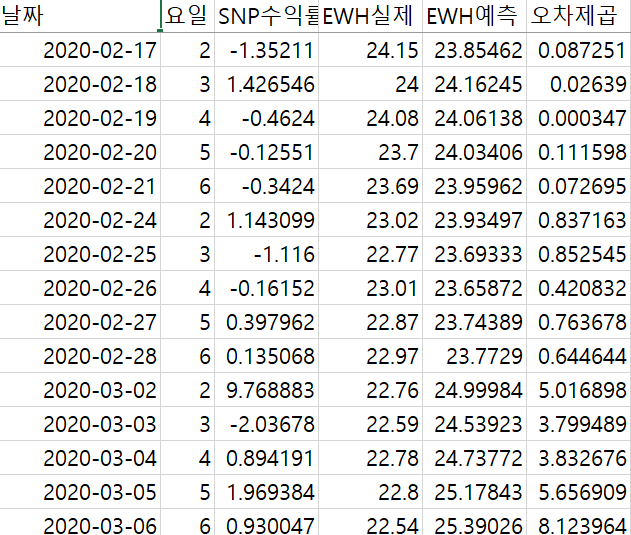 날짜 요일 SNP수익률 EWH실제 EWH예측 오차제곱
2020-02-17 2 -1.35211 24.15 23.85462 0.087251
2020-02-18 3 1.426546 24 24.16245 0.02639
2020-02-19 4 -0.4624 24.08 24.06138 0.000347
2020-02-20 5 -0.12551 23.7 24.03406 0.111598
2020-02-21 6 -0.3424 23.69 23.95962 0.072695
2020-02-24 2 1.143099 23.02 23.93497 0.837163
2020-02-25 3 -1.116 22.77 23.69333 0.852545
2020-02-26 4 -0.16152 23.01 23.65872 0.420832
2020-02-27 5 0.397962 22.87 23.74389 0.763678
2020-02-28 6 0.135068 22.97 23.7729 0.644644
2020-03-02 2 9.768883 22.76 24.99984 5.016898
2020-03-03 3 -2.03678 22.59 24.53923 3.799489
2020-03-04 4 0.894191 22.78 24.73772 3.832676
2020-03-05 5 1.969384 22.8 25.17843 5.656909
2020-03-06 6 0.930047 22.54 25.39026 8.123964